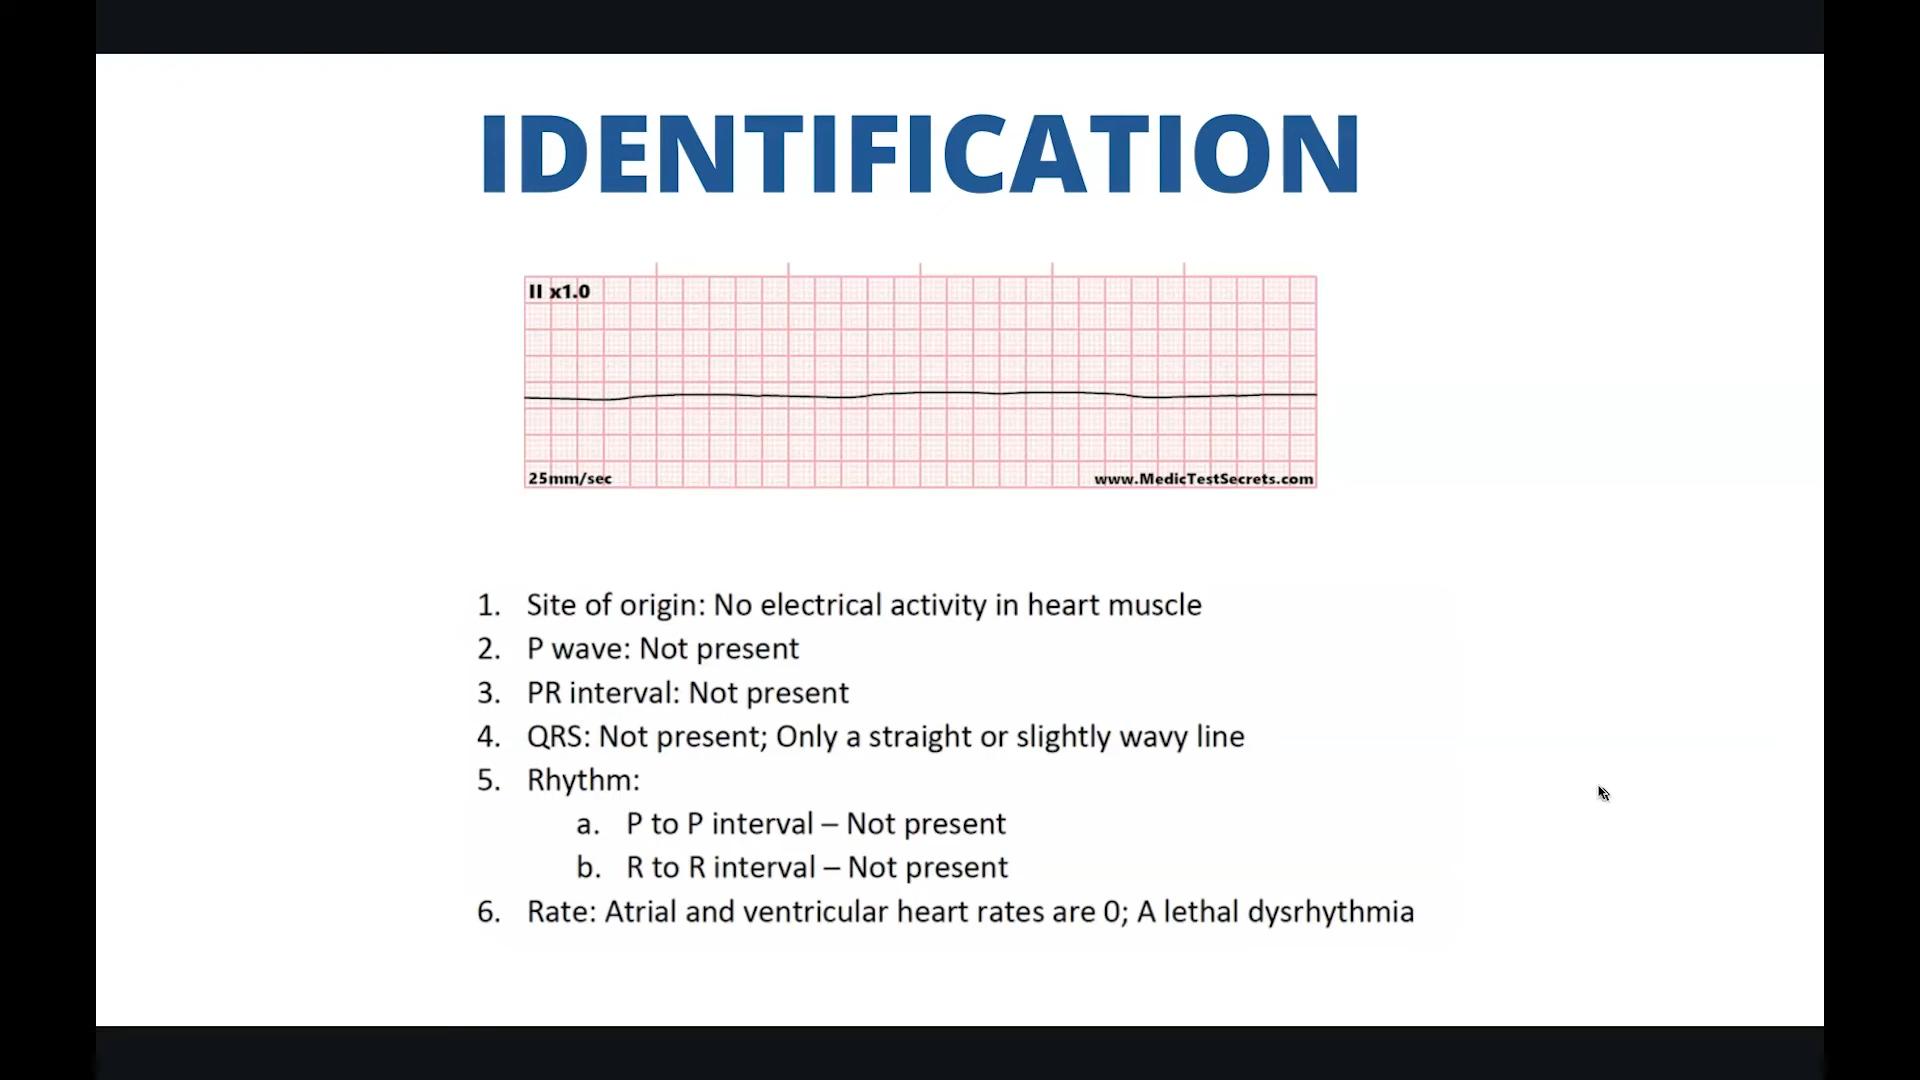 IDENTIFICATION
II x1.0
25mm/sec
www.MedicTestSecrets.com
1. Site of origin: No electrical activity in heart muscle
2. P wave: Not present
3. PR interval: Not present
4. QRS: Not present; Only a straight or slightly wavy line
5. Rhythm:
a. P to P interval – Not present
b. R to R interval – Not present
6. Rate: Atrial and ventricular heart rates are 0; A lethal dysrhythmia